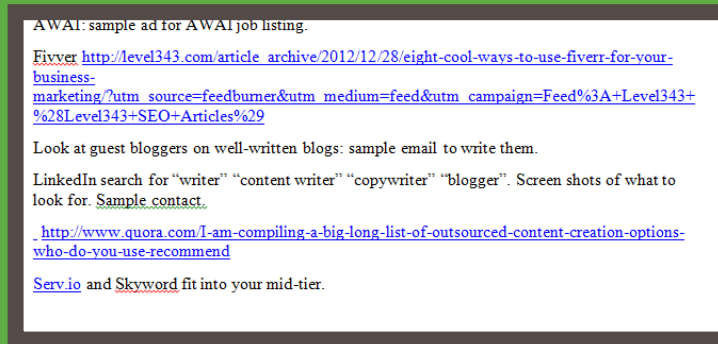 AWAI: sample ad for AWAI job listing.
Fivver http://level343.com/article_archive/2012/12/28/eight-cool-ways-to-use-fiverr-for-your-
business-
marketing/?utm_source=feedburner&utm_medium=feed&utm_campaign=Feed%3A+Level343+
%28Level343+SEO+Articles%29
Look at guest bloggers on well-written blogs: sample email to write them.
LinkedIn search for “writer” “content writer” “copywriter” “blogger”. Screen shots of what to
look for. Sample contact.
http://www.quora.com/I-am-compiling-a-big-long-list-of-outsourced-content-creation-options-
who-do-you-use-recommend
Serv.io and Skyword fit into your mid-tier.